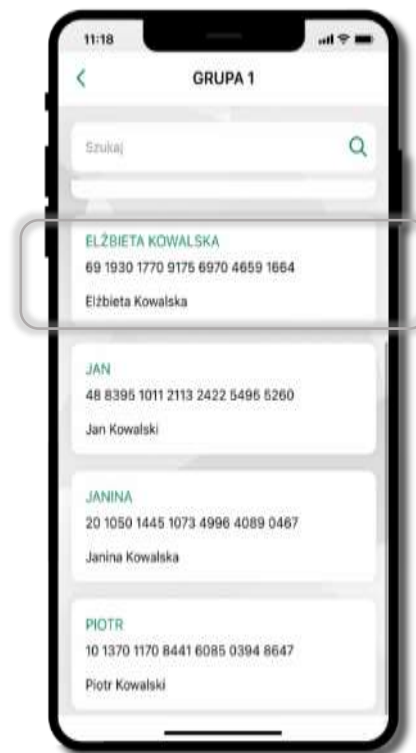 11:18
GRUPA 1
Szukaj
ELŻBIETA KOWALSKA
69 1930 1770 9175 6970 4659 1664
Elżbieta Kowalska
JAN
48 8395 1011 2113 2422 5495 5260
Jan Kowalski
JANINA
20 1050 1445 1073 4996 4089 0467
Janina Kowalska
PIOTR
10 1370 1170 8441 6085 0394 8647
Piotr Kowalski